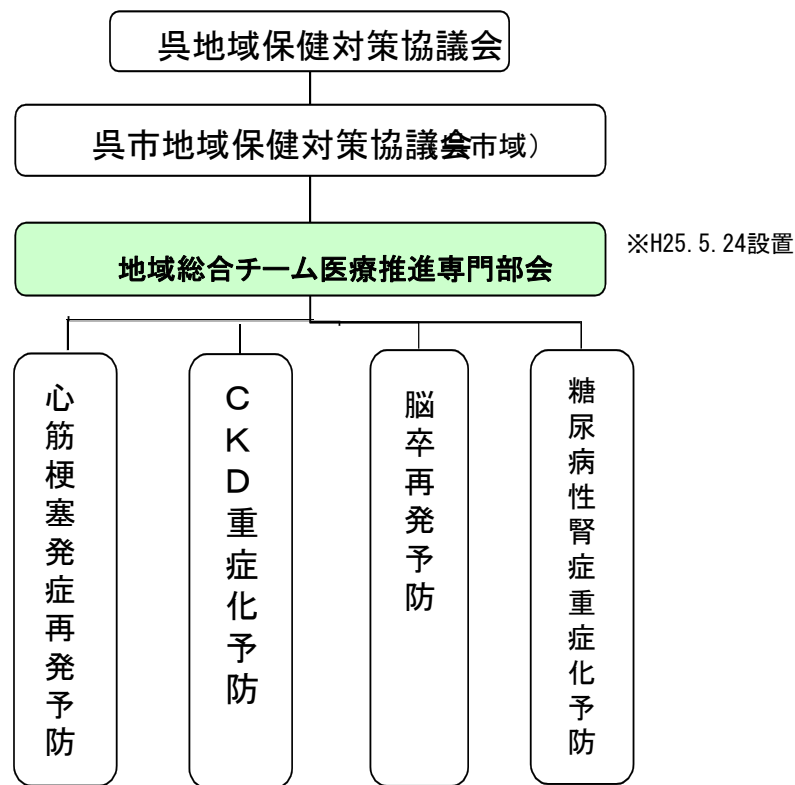 呉地域保健対策協議会
呉市地域保健対策協議会 市域)
地域総合チーム医療推進専門部会
※H25.5.24設置
心筋梗塞発症再発予防
CKD重症化予防
脳卒再発予防
糖尿病性腎症重症化予防